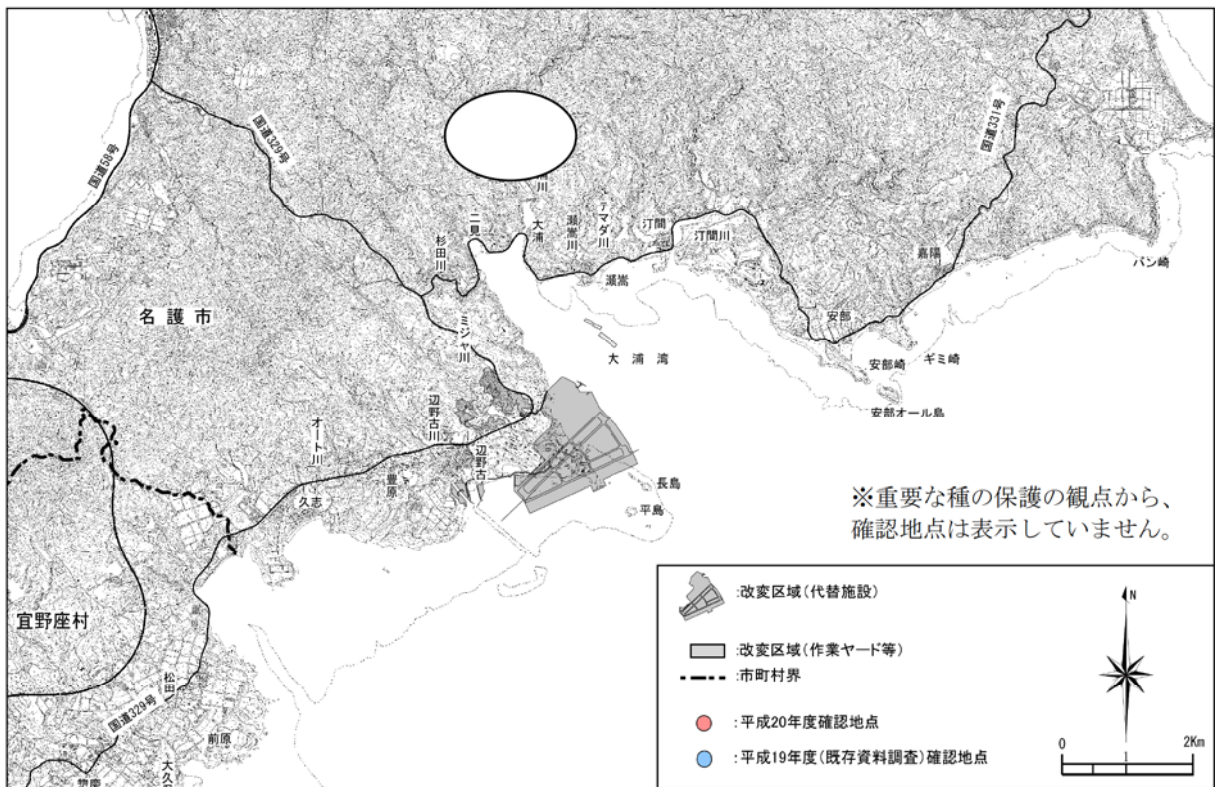 国道58号
国道329号
国道331号
川
二見
大浦
瀬嵩川
テマダ川
汀間
汀間川
杉田川
嘉陽
バン崎
瀬嵩
名護市
ミジャ川
大浦湾
安部
ギミ崎
安部崎
安部オール島
辺野古川
オート川
辺野古
豊原
久志
長島
平島
※重要な種の保護の観点から、
確認地点は表示していません。
宜野座村
松田
国道329号
前原
惣慶
:改変区域(代替施設)
:改変区域(作業ヤード等)
:市町村界
:平成20年度確認地点
:平成19年度(既存資料調査)確認地点
N
0 1 2Km